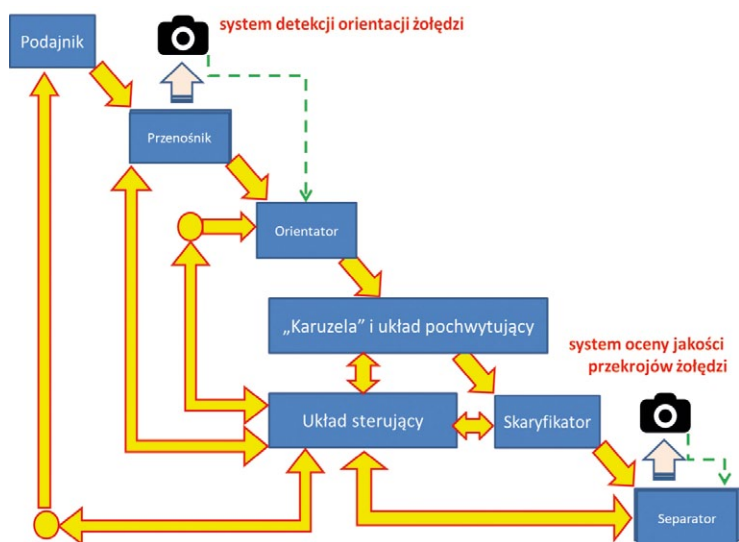 system detekcji orientacji żołędzi
Podajnik
Przenośnik
Orientator
„Karuzela” i układ pochwytujący
system oceny jakości
przekrojów żołędzi
Układ sterujący
Skaryfikator
Separator